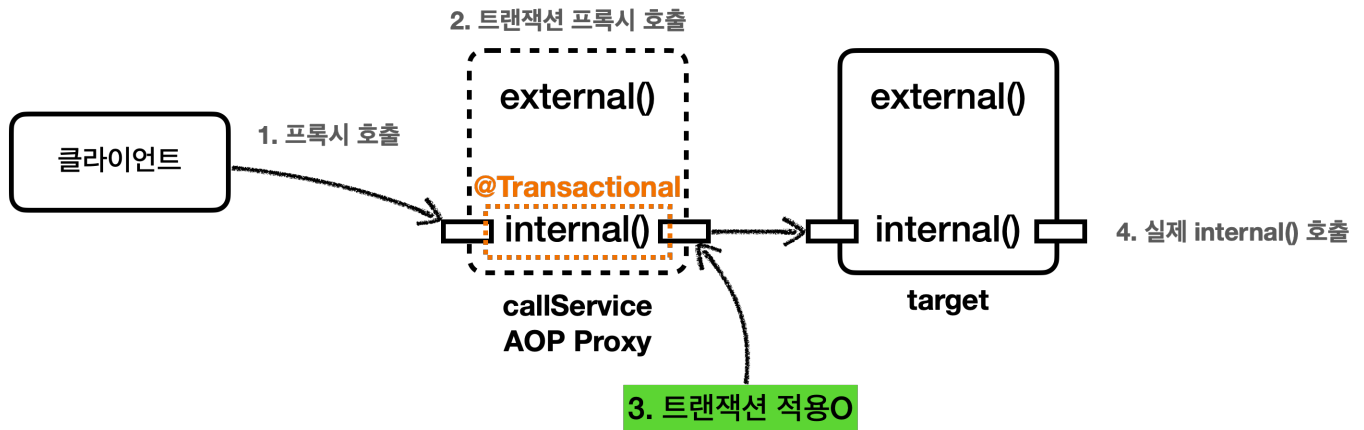 2. 트랜잭션 프록시 호출
external()
external()
1. 프록시 호출
클라이언트
@Transactional
internal()
internal()
4. 실제 internal() 호출
callService
AOP Proxy
target
3. 트랜잭션 적용O